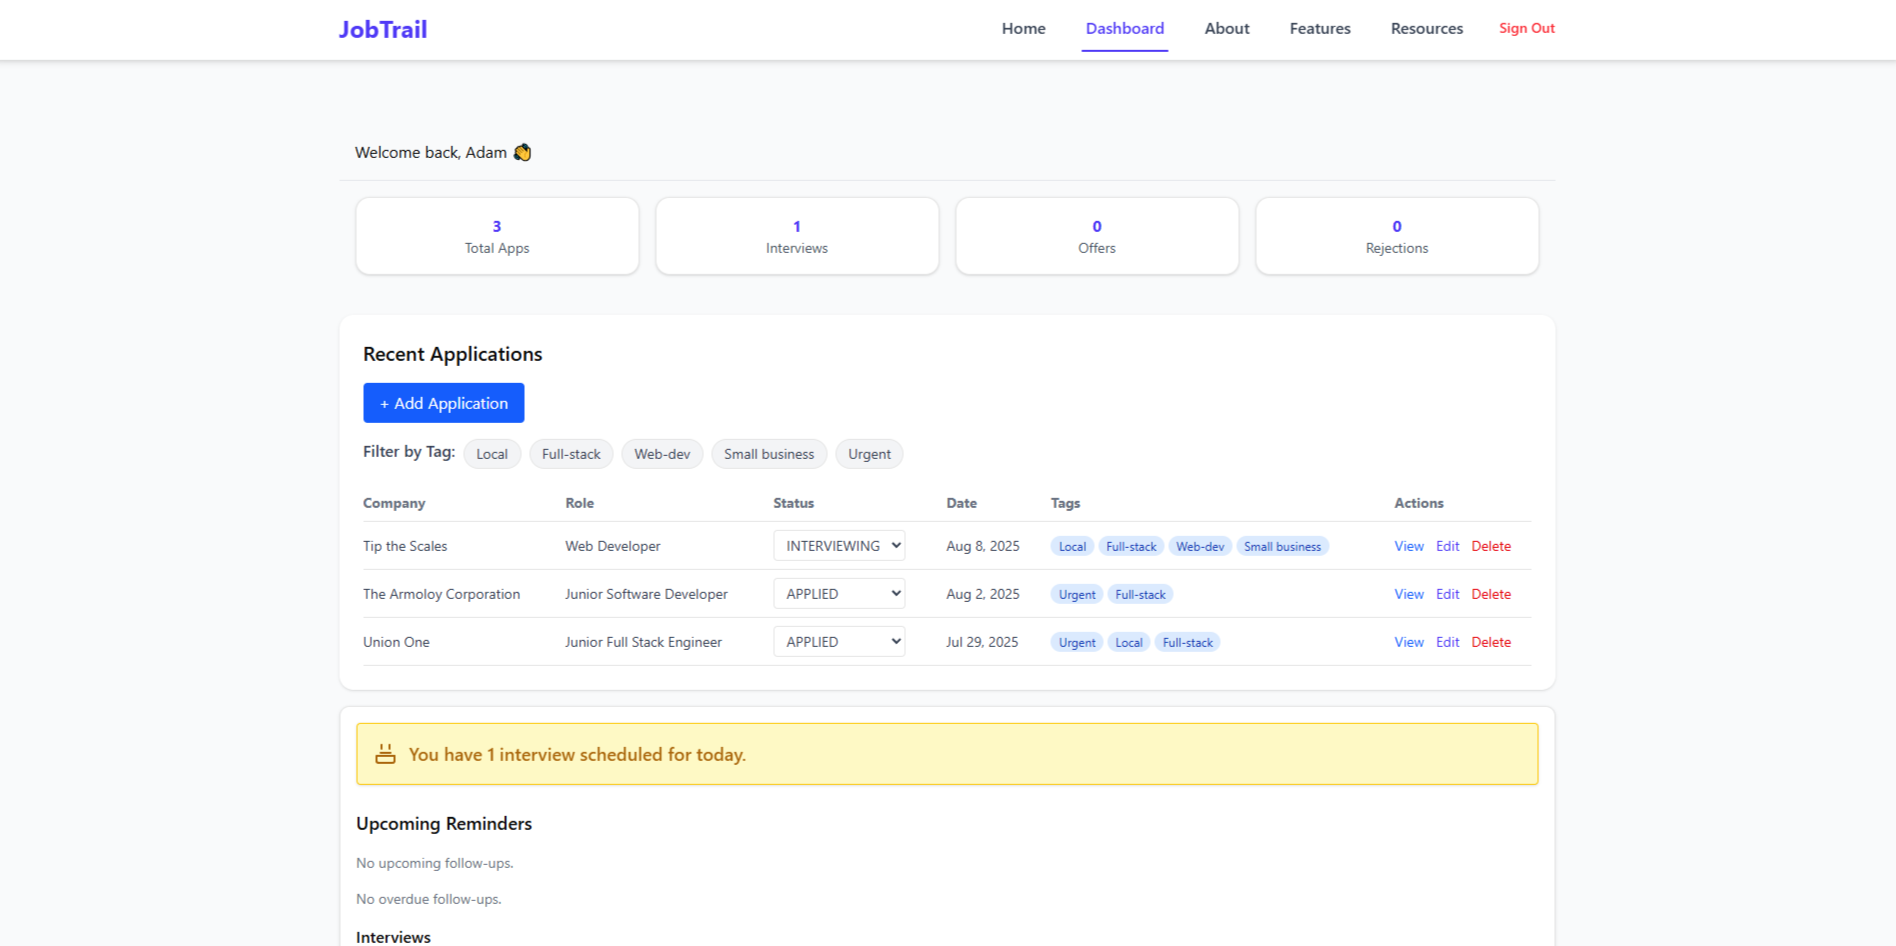 JobTrail Home Dashboard About Features Resources Sign Out
Welcome back, Adam 👏
3 1 0 0
Total Apps Interviews Offers Rejections
Recent Applications
+ Add Application
Filter by Tag: Local Full-stack Web-dev Small business Urgent
Company Role Status Date Tags Actions
Tip the Scales Web Developer INTERVIEWING Aug 8, 2025 Local Full-stack Web-dev Small business View Edit Delete
The Armoloy Corporation Junior Software Developer APPLIED Aug 2, 2025 Urgent Full-stack View Edit Delete
Union One Junior Full Stack Engineer APPLIED Jul 29, 2025 Urgent Local Full-stack View Edit Delete
You have 1 interview scheduled for today.
Upcoming Reminders
No upcoming follow-ups.
No overdue follow-ups.
Interviews